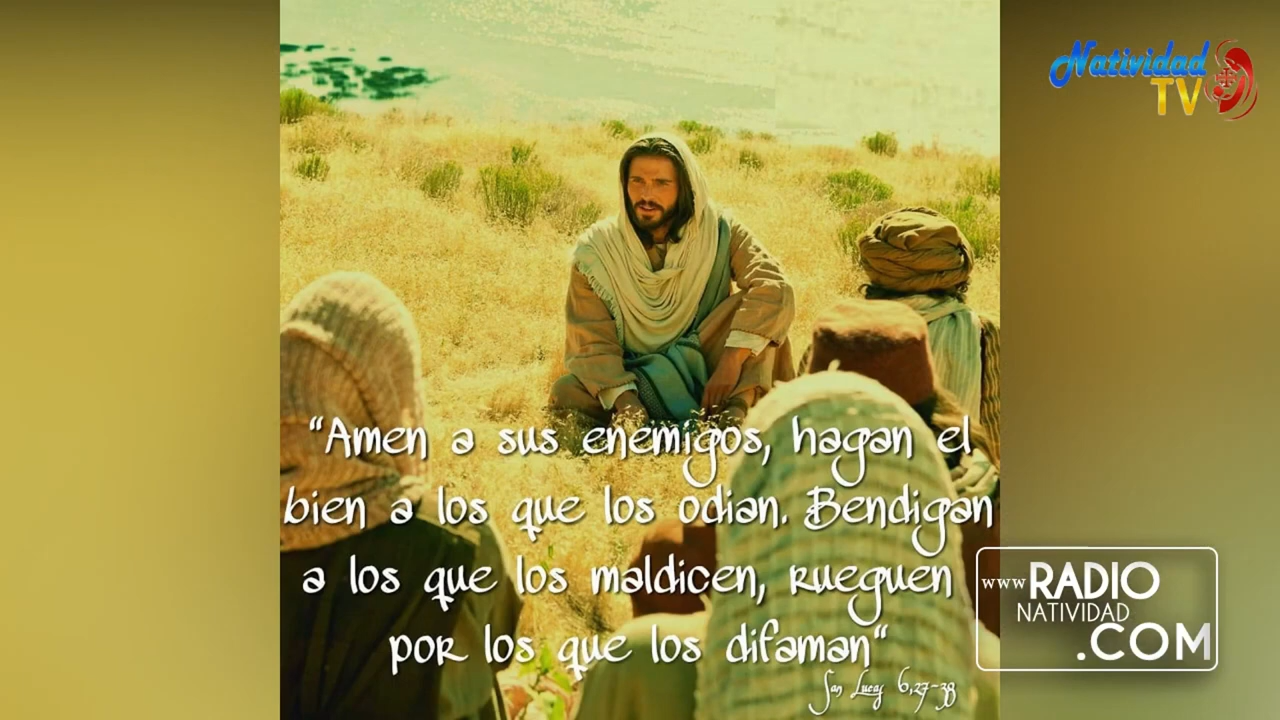 Natividad
TV
“Amen a sus enemigos, hagan el
bien a los que los odian. Bendigan
a los que los maldicen, rueguen
por los que los difaman“
San Lucas 6,27-38
www RADIO
NATIVIDAD
.COM